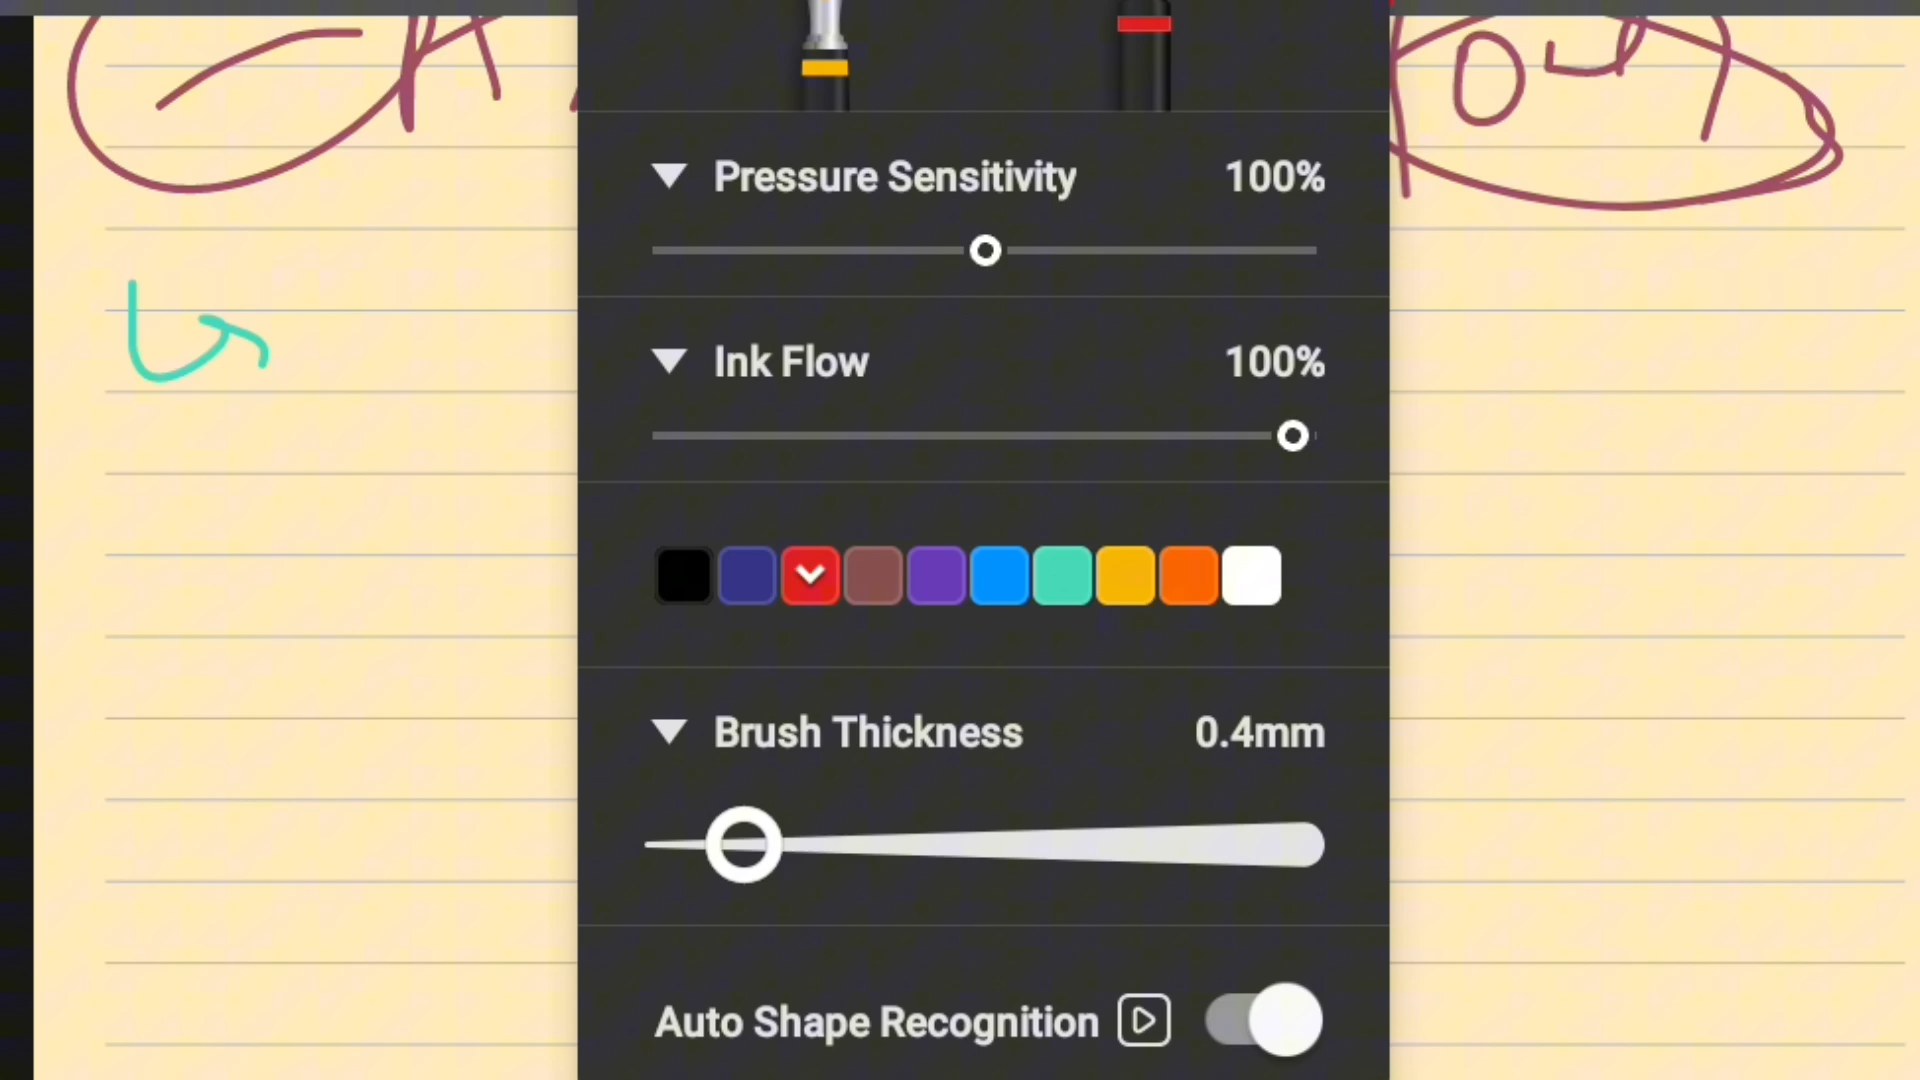 Pressure Sensitivity 100%
Ink Flow 100%
Brush Thickness 0.4mm
Auto Shape Recognition